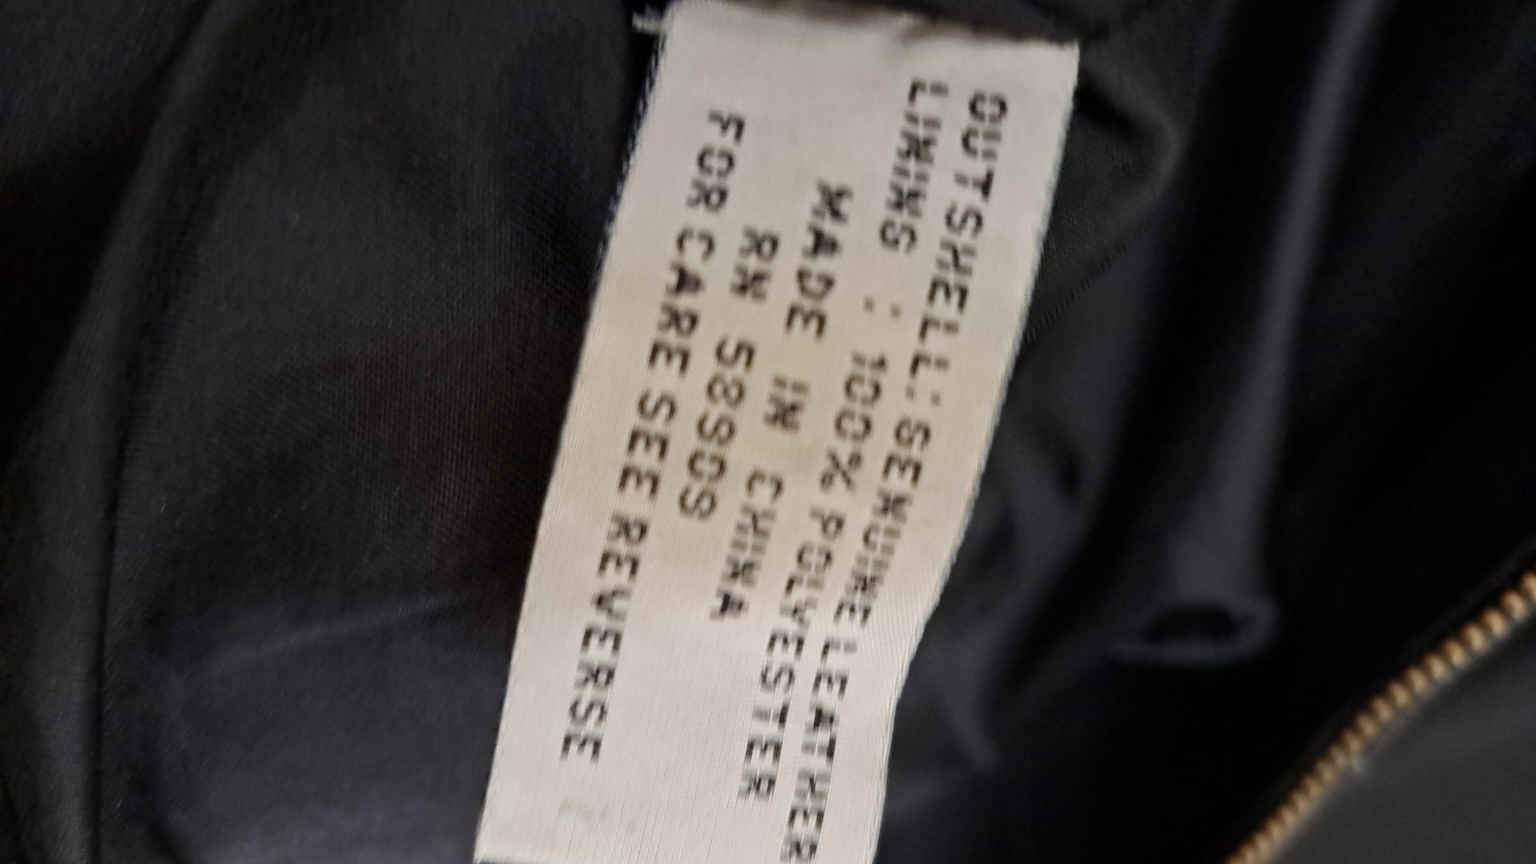 OUTSHELL: GENUINE LEATHER
LINING : 100% POLYESTER
MADE IN CHINA
RN 58909
FOR CARE SEE REVERSE